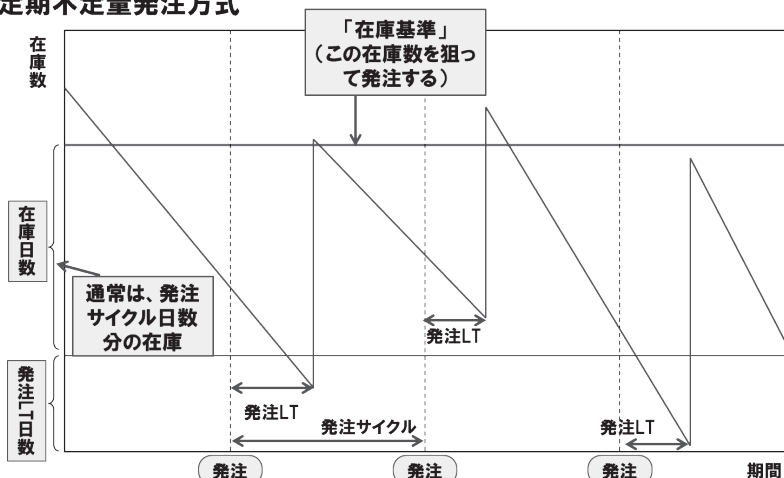 定期不定量発注方式
「在庫基準」
（この在庫数を狙っ
て発注する）
在庫数
在庫日数
通常は、発注
サイクル日数
分の在庫
発注LT
発注LT日数
発注LT
発注サイクル
発注LT
発注
発注
発注
期間